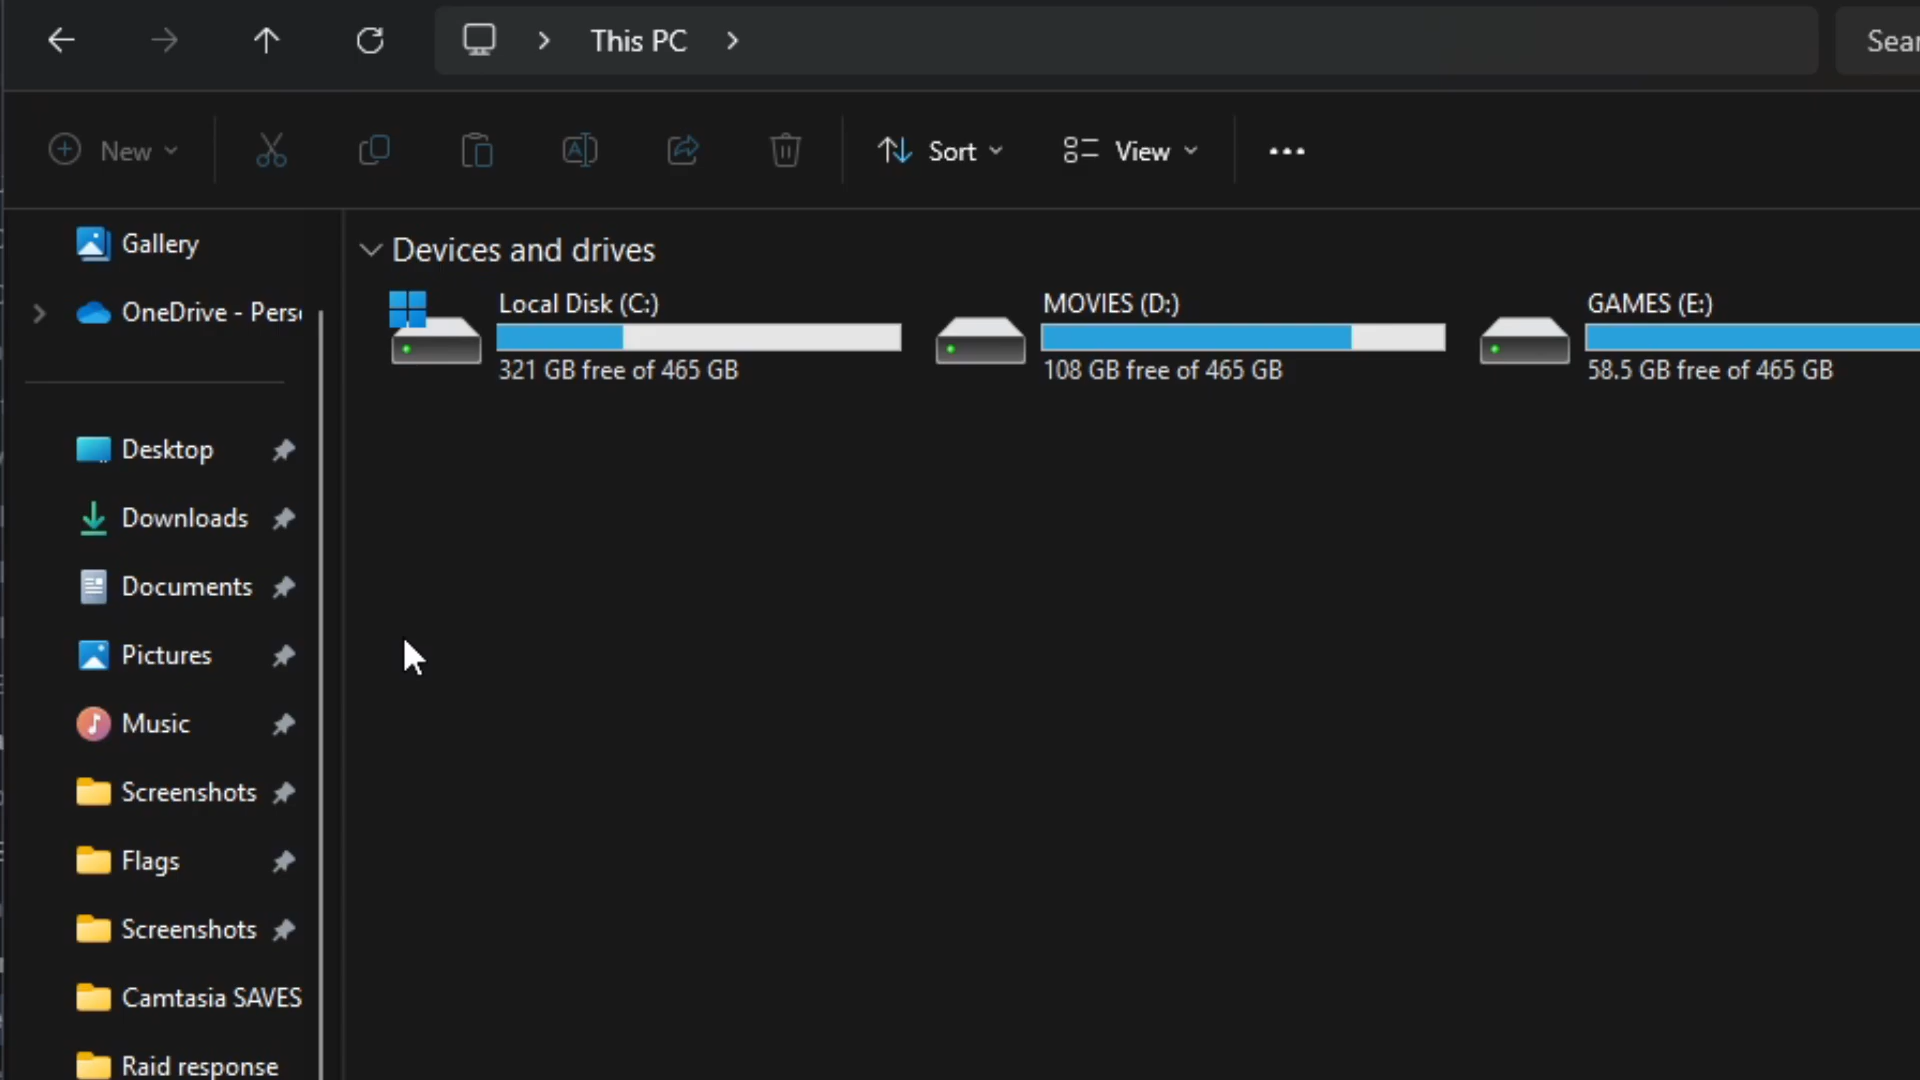 This PC
Sear
New
Sort
View
Gallery
OneDrive - Pers
Desktop
Downloads
Documents
Pictures
Music
Screenshots
Flags
Screenshots
Camtasia SAVES
Raid response
Devices and drives
Local Disk (C:)
321 GB free of 465 GB
MOVIES (D:)
108 GB free of 465 GB
GAMES (E:)
58.5 GB free of 465 GB